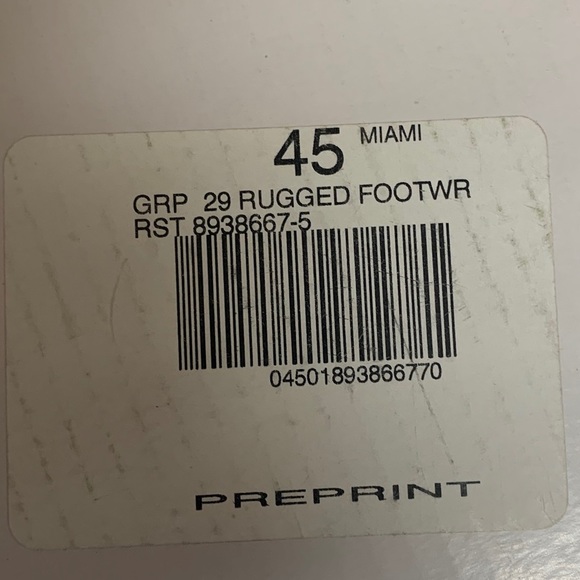 45 MIAMI
GRP 29 RUGGED FOOTWR
RST 8938667-5
04501893866770
PREPRINT